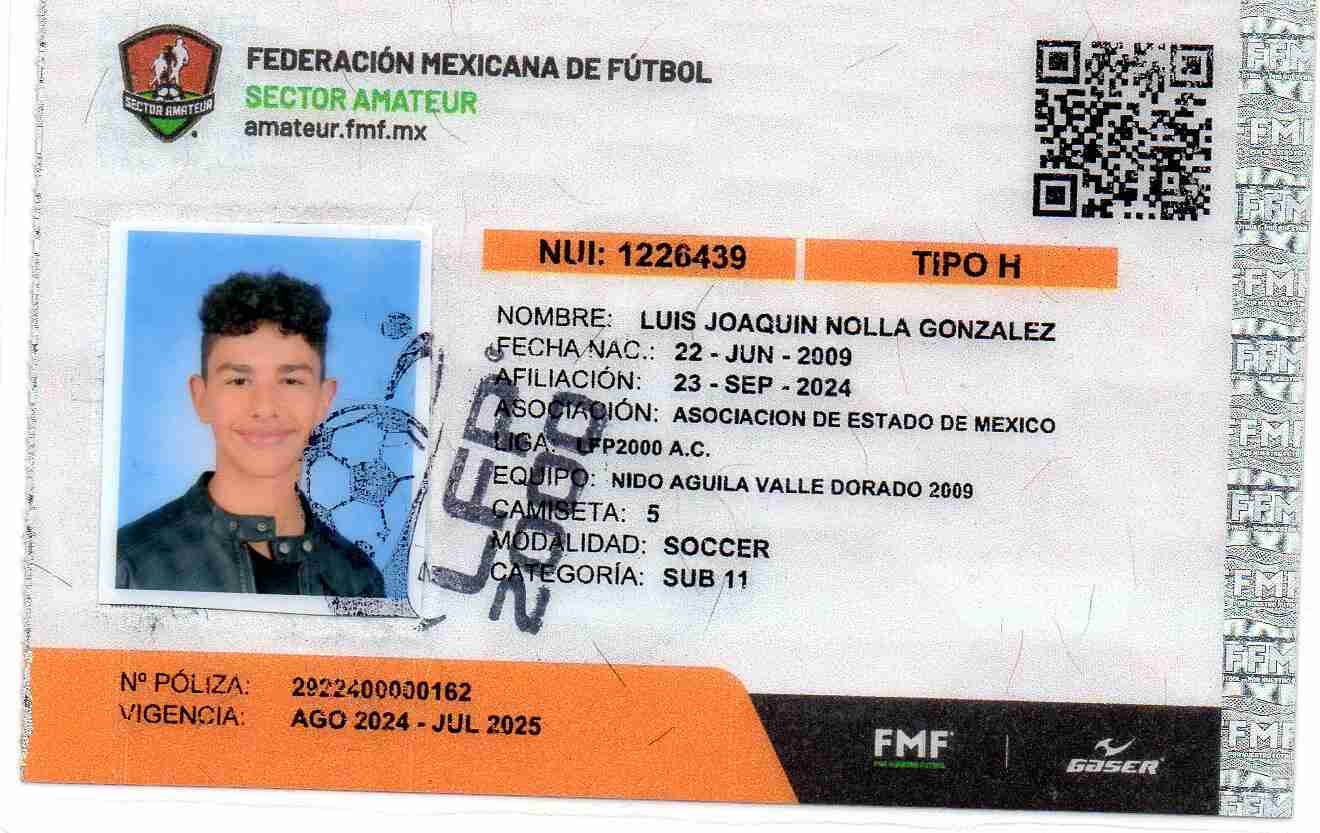 FEDERACIÓN MEXICANA DE FÚTBOL
SECTOR AMATEUR
amateur.fmf.mx
SECTOR AMATEUR
NUI: 1226439
TIPO H
NOMBRE: LUIS JOAQUIN NOLLA GONZALEZ
FECHA NAC.: 22 - JUN - 2009
AFILIACIÓN: 23 - SEP - 2024
ASOCIACIÓN: ASOCIACION DE ESTADO DE MEXICO
LIGA: LFP2000 A.C.
EQUIPO: NIDO AGUILA VALLE DORADO 2009
CAMISETA: 5
MODALIDAD: SOCCER
CATEGORÍA: SUB 11
LFP.
2000
Nº PÓLIZA: 2922400000162
VIGENCIA: AGO 2024 - JUL 2025
FMF
GASER